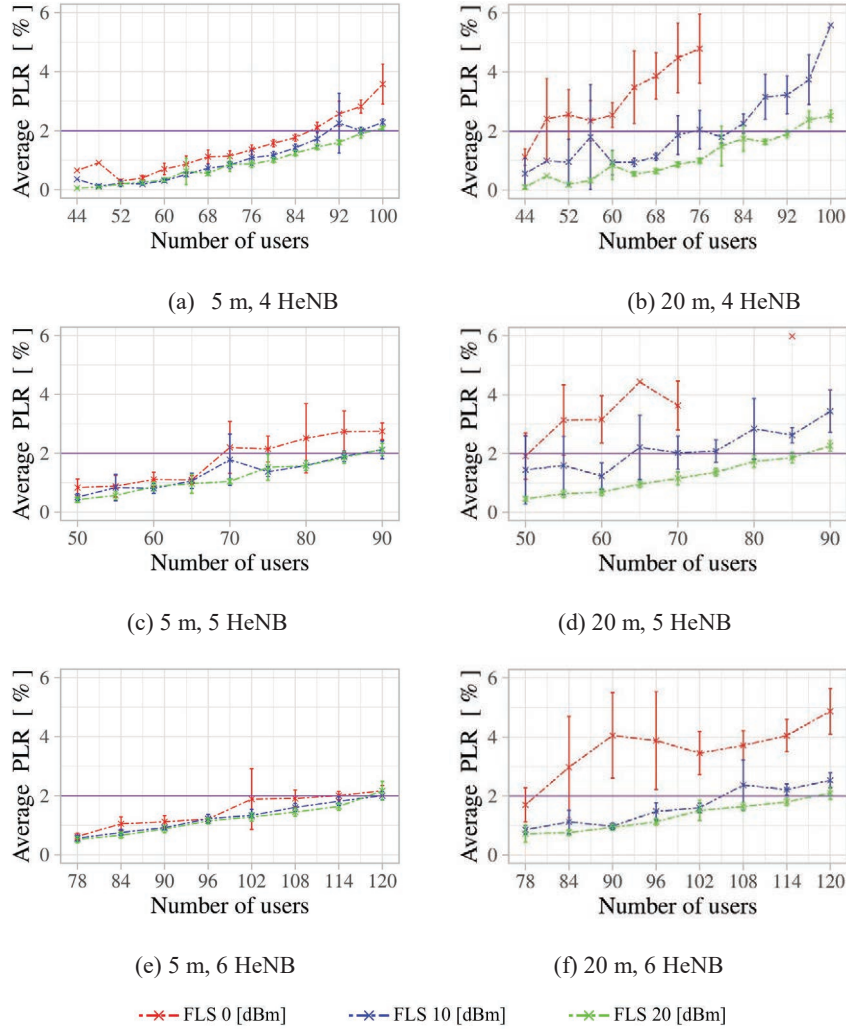 Average PLR [ % ]
6
4
2
0
44 52 60 68 76 84 92 100
Number of users
(a) 5 m, 4 HeNB
Average PLR [ % ]
6
4
2
0
44 52 60 68 76 84 92 100
Number of users
(b) 20 m, 4 HeNB
Average PLR [ % ]
6
4
2
0
50 60 70 80 90
Number of users
(c) 5 m, 5 HeNB
Average PLR [ % ]
6
4
2
0
50 60 70 80 90
Number of users
(d) 20 m, 5 HeNB
Average PLR [ % ]
6
4
2
0
78 84 90 96 102 108 114 120
Number of users
(e) 5 m, 6 HeNB
Average PLR [ % ]
6
4
2
0
78 84 90 96 102 108 114 120
Number of users
(f) 20 m, 6 HeNB
FLS 0 [dBm] FLS 10 [dBm] FLS 20 [dBm]